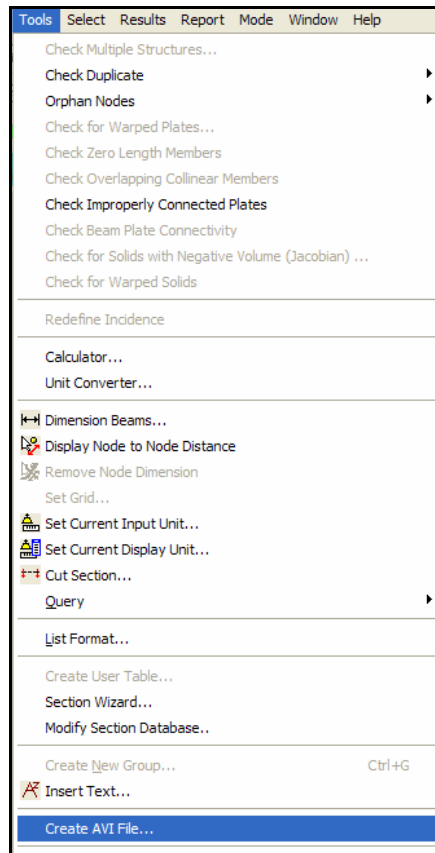 Tools Select Results Report Mode Window Help
Check Multiple Structures...
Check Duplicate
Orphan Nodes
Check for Warped Plates...
Check Zero Length Members
Check Overlapping Collinear Members
Check Improperly Connected Plates
Check Beam Plate Connectivity
Check for Solids with Negative Volume (Jacobian) ...
Check for Warped Solids
Redefine Incidence
Calculator...
Unit Converter...
Dimension Beams...
Display Node to Node Distance
Remove Node Dimension
Set Grid...
Set Current Input Unit...
Set Current Display Unit...
Cut Section...
Query
List Format...
Create User Table...
Section Wizard...
Modify Section Database..
Create New Group... Ctrl+G
Insert Text...
Create AVI File...